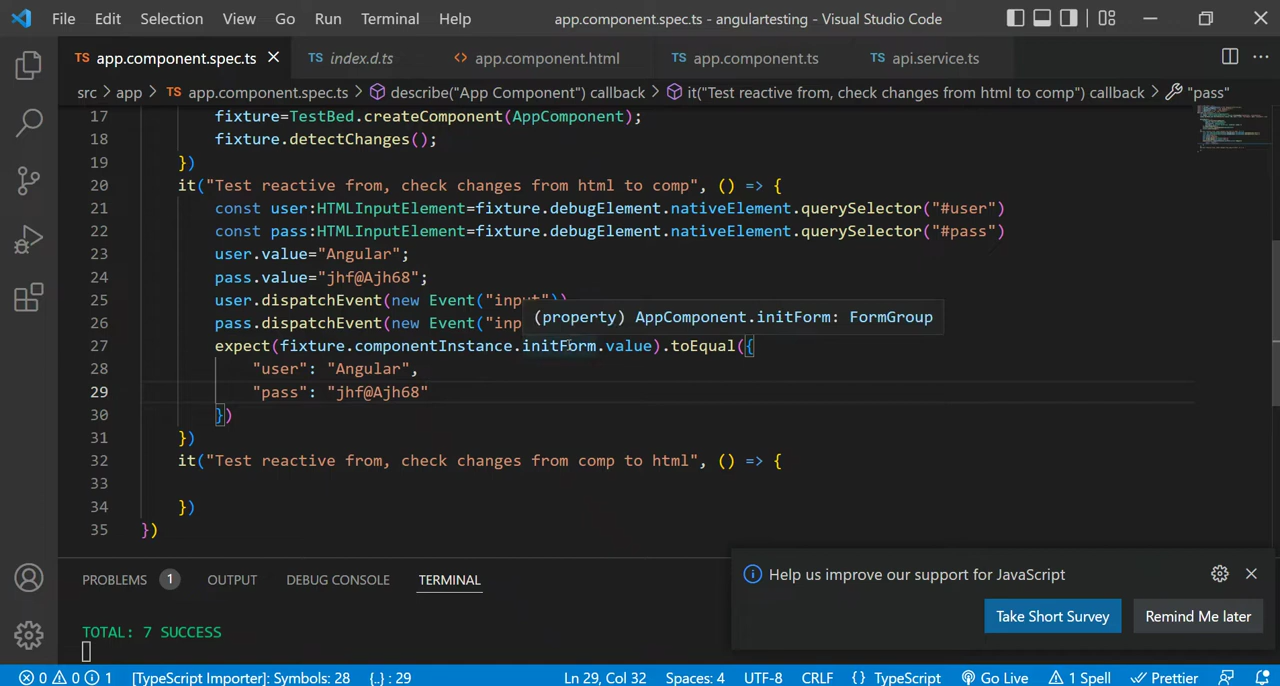 File Edit Selection View Go Run Terminal Help app.component.spec.ts - angulartesting - Visual Studio Code
TS app.component.spec.ts TS index.d.ts <> app.component.html TS app.component.ts TS api.service.ts
src > app > TS app.component.spec.ts > describe("App Component") callback > it("Test reactive from, check changes from html to comp") callback > "pass"
17 fixture=TestBed.createComponent(AppComponent);
18 fixture.detectChanges();
19 })
20 it("Test reactive from, check changes from html to comp", () => {
21 const user:HTMLInputElement=fixture.debugElement.nativeElement.querySelector("#user")
22 const pass:HTMLInputElement=fixture.debugElement.nativeElement.querySelector("#pass")
23 user.value="Angular";
24 pass.value="jhf@Ajh68";
25 user.dispatchEvent(new Event("input"))
26 pass.dispatchEvent(new Event("inp
(property) AppComponent.initForm: FormGroup
27 expect(fixture.componentInstance.initForm.value).toEqual({
28 "user": "Angular",
29 "pass": "jhf@Ajh68"
30 })
31 })
32 it("Test reactive from, check changes from comp to html", () => {
33
34 })
35 })
PROBLEMS 1 OUTPUT DEBUG CONSOLE TERMINAL
Help us improve our support for JavaScript
Take Short Survey Remind Me later
TOTAL: 7 SUCCESS
0 0 1 [TypeScript Importer]: Symbols: 28 {..} : 29 Ln 29, Col 32 Spaces: 4 UTF-8 CRLF {} TypeScript Go Live 1 Spell Prettier